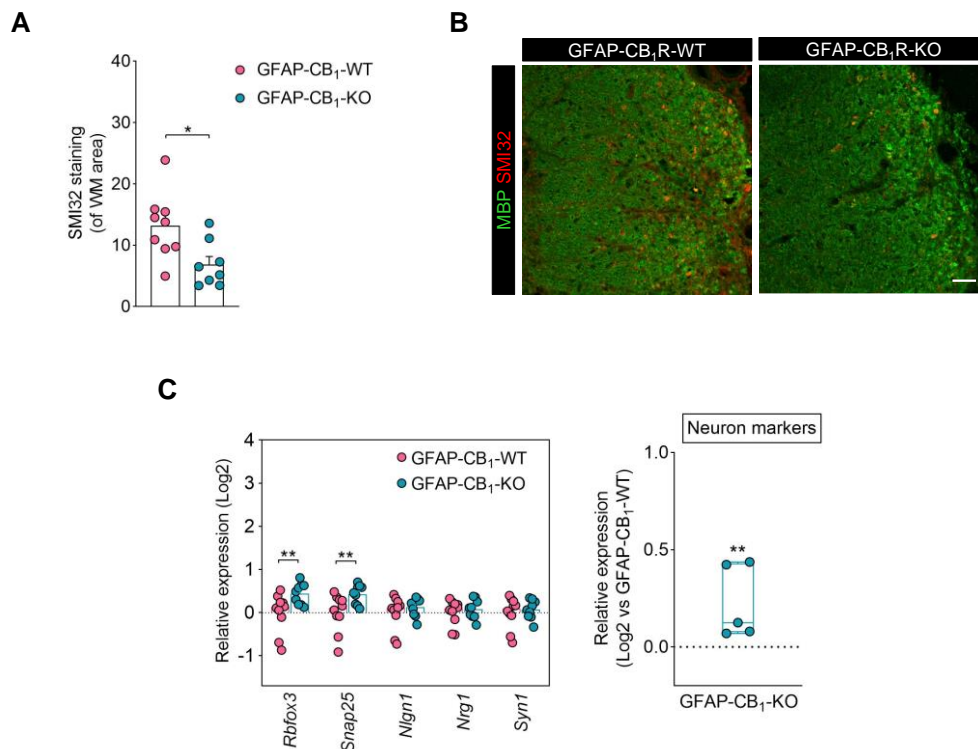 A
SMI32 staining
(of WM area)
40
30
20
10
0
GFAP-CB₁-WT
GFAP-CB₁-KO
*
B
GFAP-CB₁R-WT
GFAP-CB₁R-KO
MBP SMI32
C
Relative expression (Log2)
4
3
2
1
0
-1
GFAP-CB₁-WT
GFAP-CB₁-KO
**
**
Rbfox3
Snap25
Nlgn1
Nrg1
Syn1
Neuron markers
Relative expression
(Log2 vs GFAP-CB₁-WT)
1.0
0.5
0.0
**
GFAP-CB₁-KO